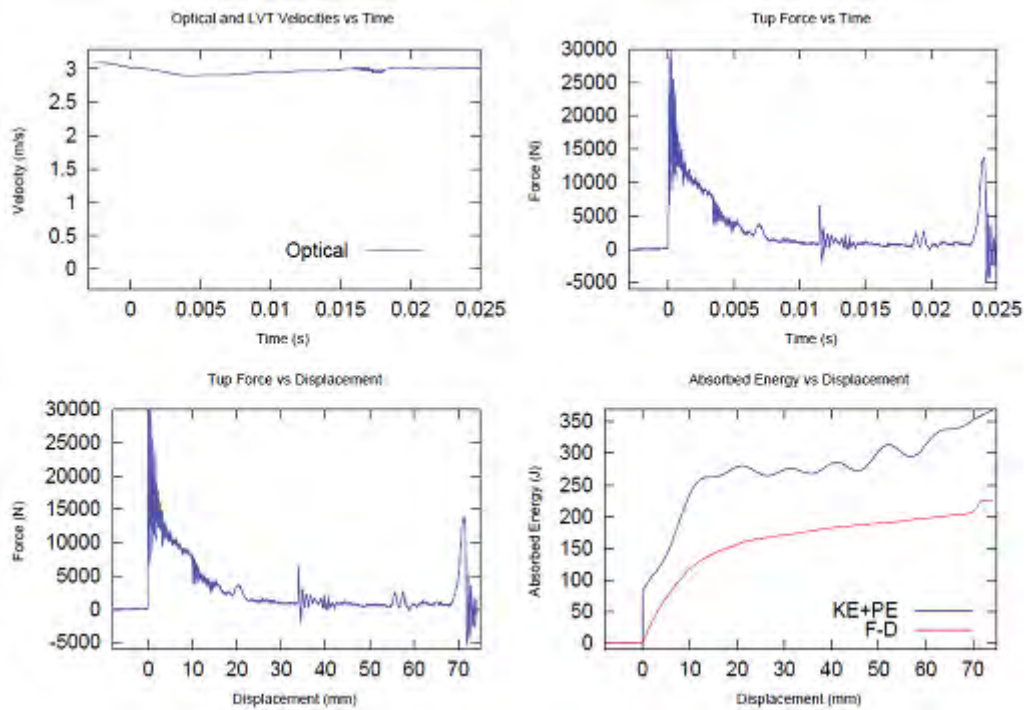 Optical and LVT Velocities vs Time
3
2.5
2
1.5
1
0.5
0
Velocity (m/s)
Optical
0 0.005 0.01 0.015 0.02 0.025
Time (s)
Tup Force vs Time
30000
25000
20000
15000
10000
5000
0
-5000
Force (N)
0 0.005 0.01 0.015 0.02 0.025
Time (s)
Tup Force vs Displacement
30000
25000
20000
15000
10000
5000
0
-5000
Force (N)
0 10 20 30 40 50 60 70
Displacement (mm)
Absorbed Energy vs Displacement
350
300
250
200
150
100
50
0
Absorbed Energy (J)
KE+PE
F-D
0 10 20 30 40 50 60 70
Displacement (mm)